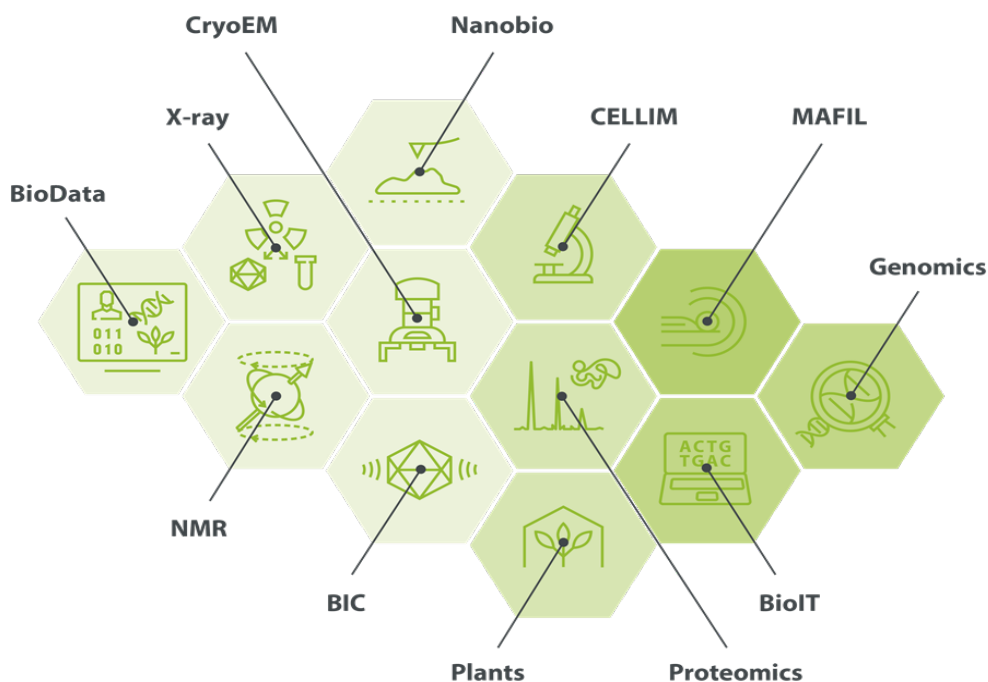 CryoEM
Nanobio
X-ray
CELLIM
MAFIL
BioData
Genomics
011
010
ACTG
TGAC
NMR
BIC
BioIT
Plants
Proteomics